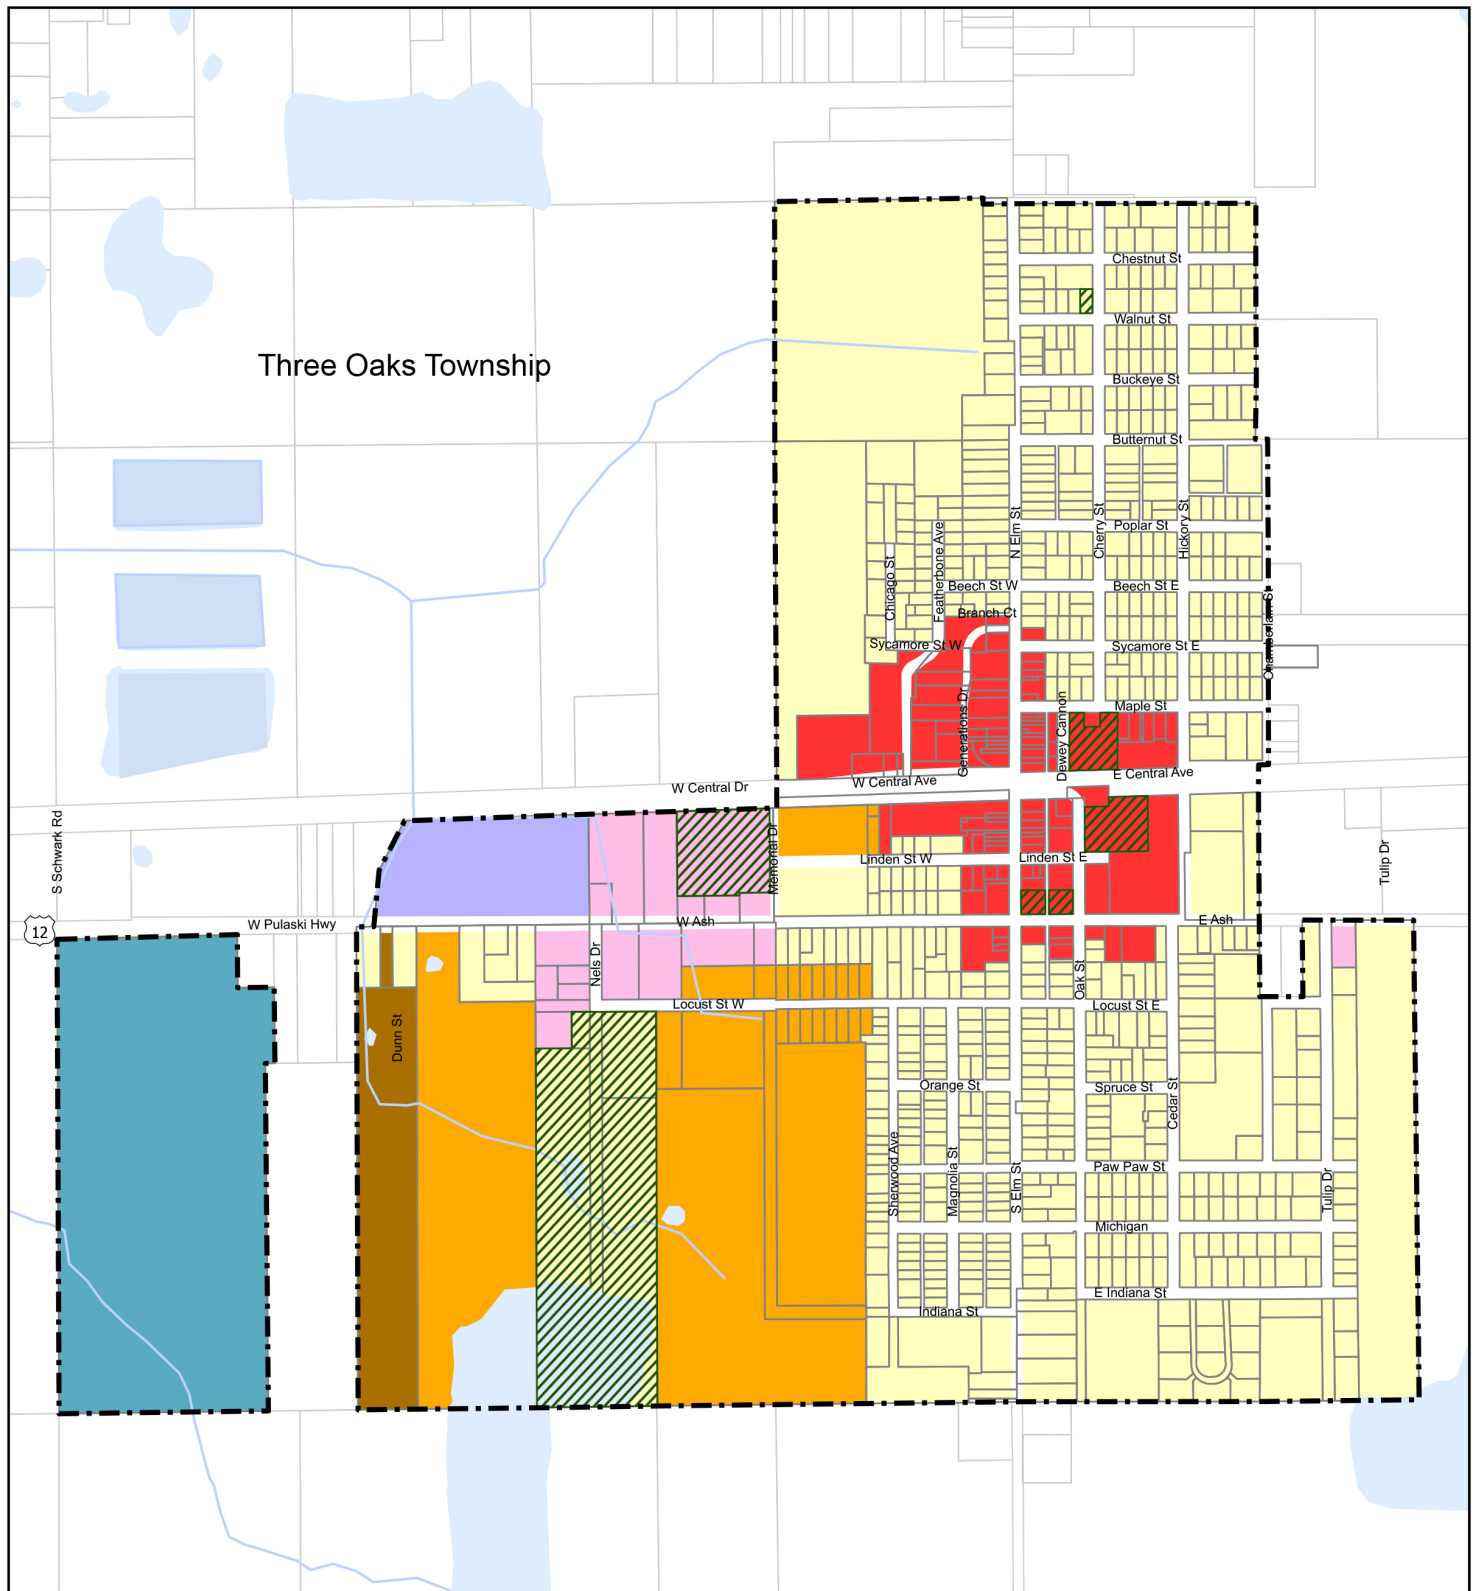 Chestnut St
Walnut St
Three Oaks Township
Buckeye St
Butternut St
N Elm St
Cherry St
Poplar St
Hickory St
Chicago St
Featherbone Ave
Beech St W
Beech St E
Branch Ct
Chamberlain St
Sycamore St W
Sycamore St E
Generations Dr
Dewey Cannon
Maple St
W Central Dr
W Central Ave
E Central Ave
S Schwark Rd
Memorial Dr
Linden St W
Linden St E
Tulip Dr
12
W Pulaski Hwy
W Ash
E Ash
Nels Dr
Oak St
Locust St W
Locust St E
Dunn St
Orange St
Spruce St
Cedar St
Sherwood Ave
Magnolia St
S Elm St
Paw Paw St
Tulip Dr
Michigan
E Indiana St
Indiana St